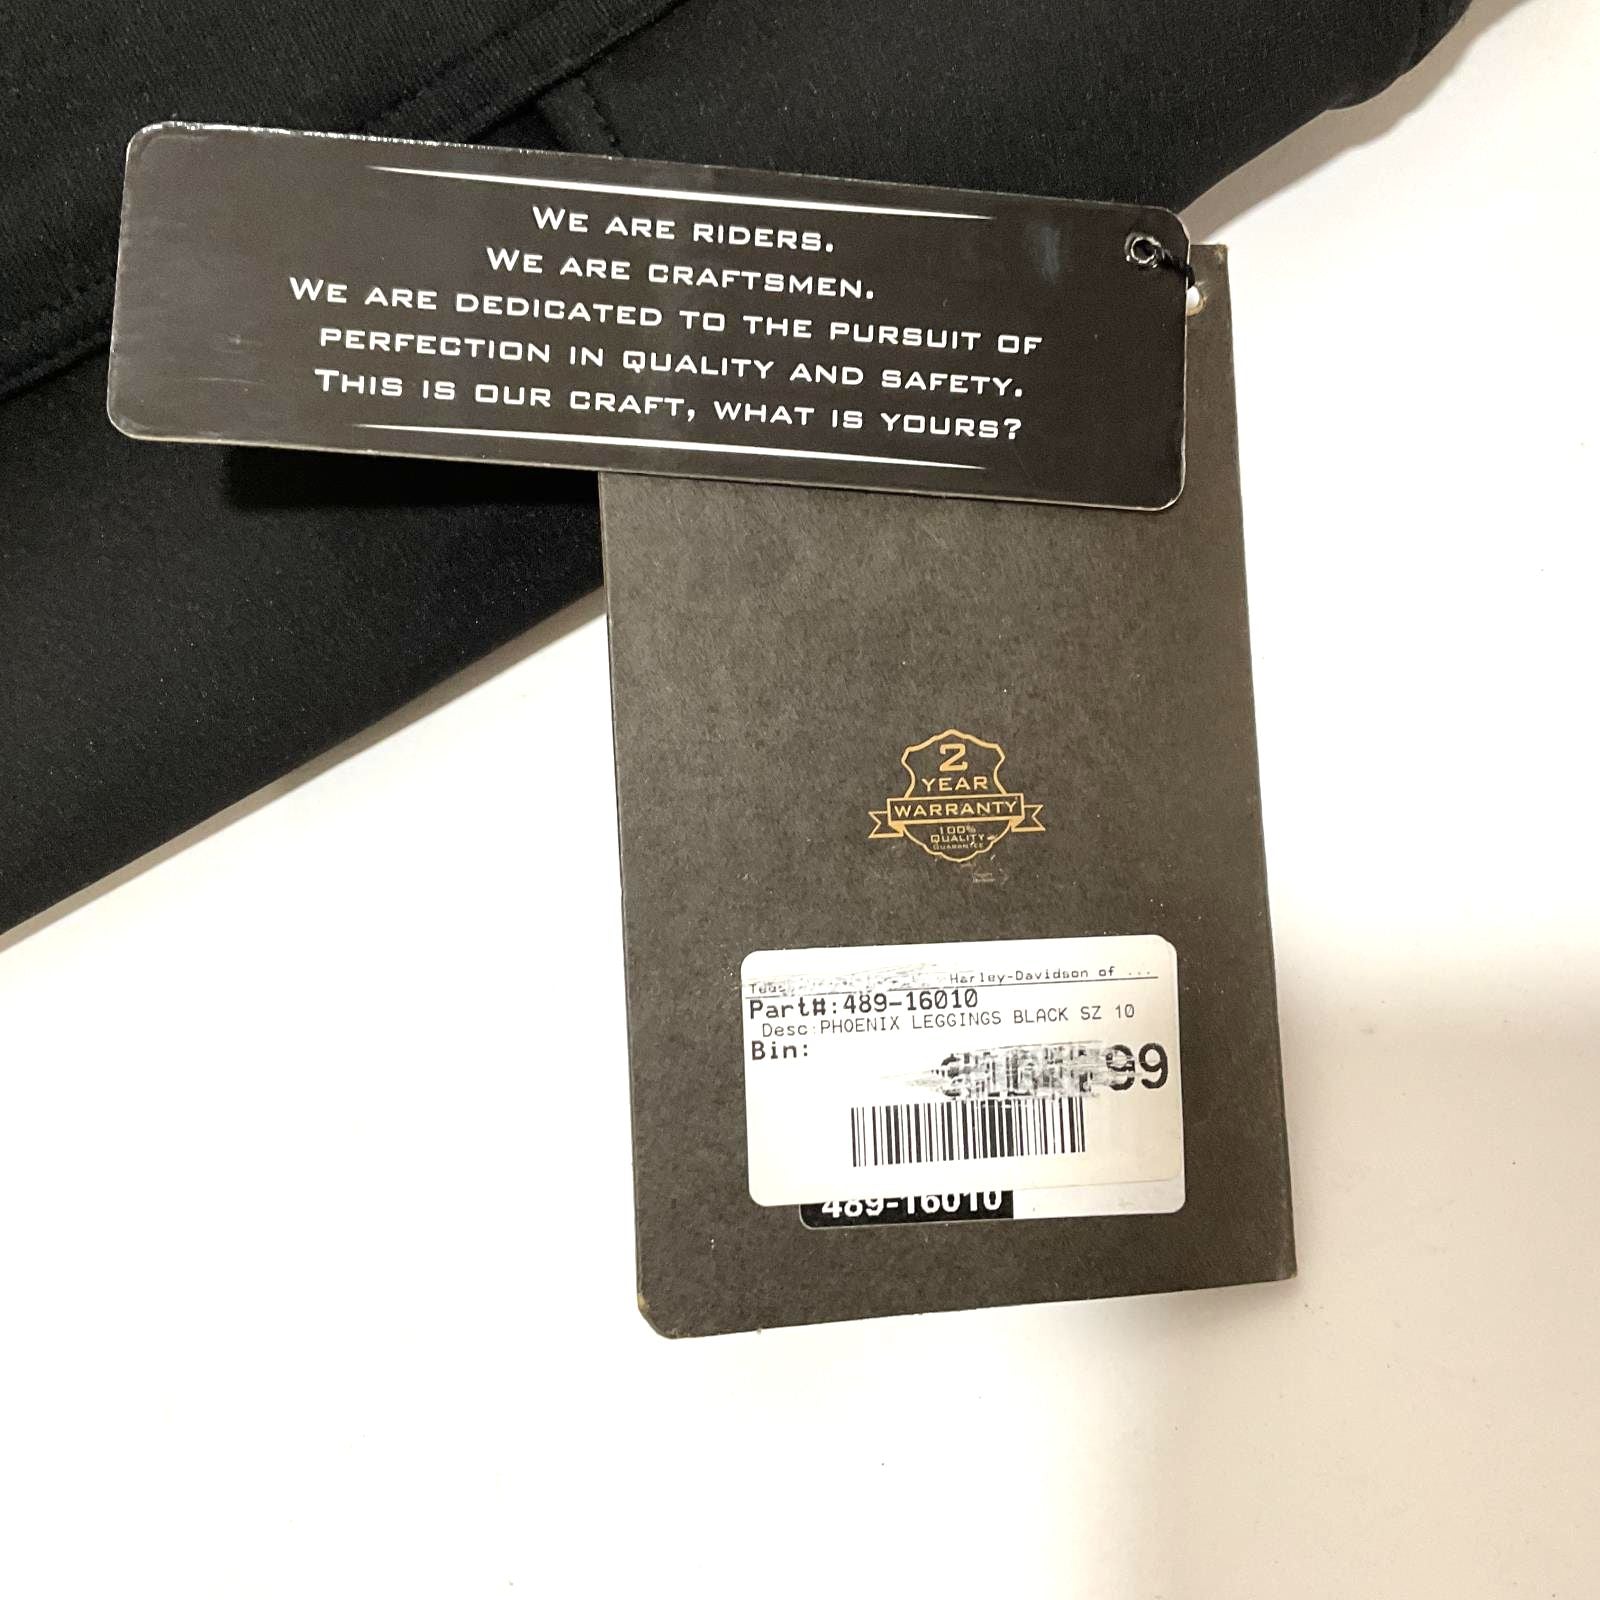 WE ARE RIDERS.
WE ARE CRAFTSMEN.
WE ARE DEDICATED TO THE PURSUIT OF
PERFECTION IN QUALITY AND SAFETY.
THIS IS OUR CRAFT, WHAT IS YOURS?
2
YEAR
WARRANTY
100%
QUALITY
GUARANTEE
Harley-Davidson of ...
Part#:489-16010
Desc:PHOENIX LEGGINGS BLACK SZ 10
Bin:
99
489-16010